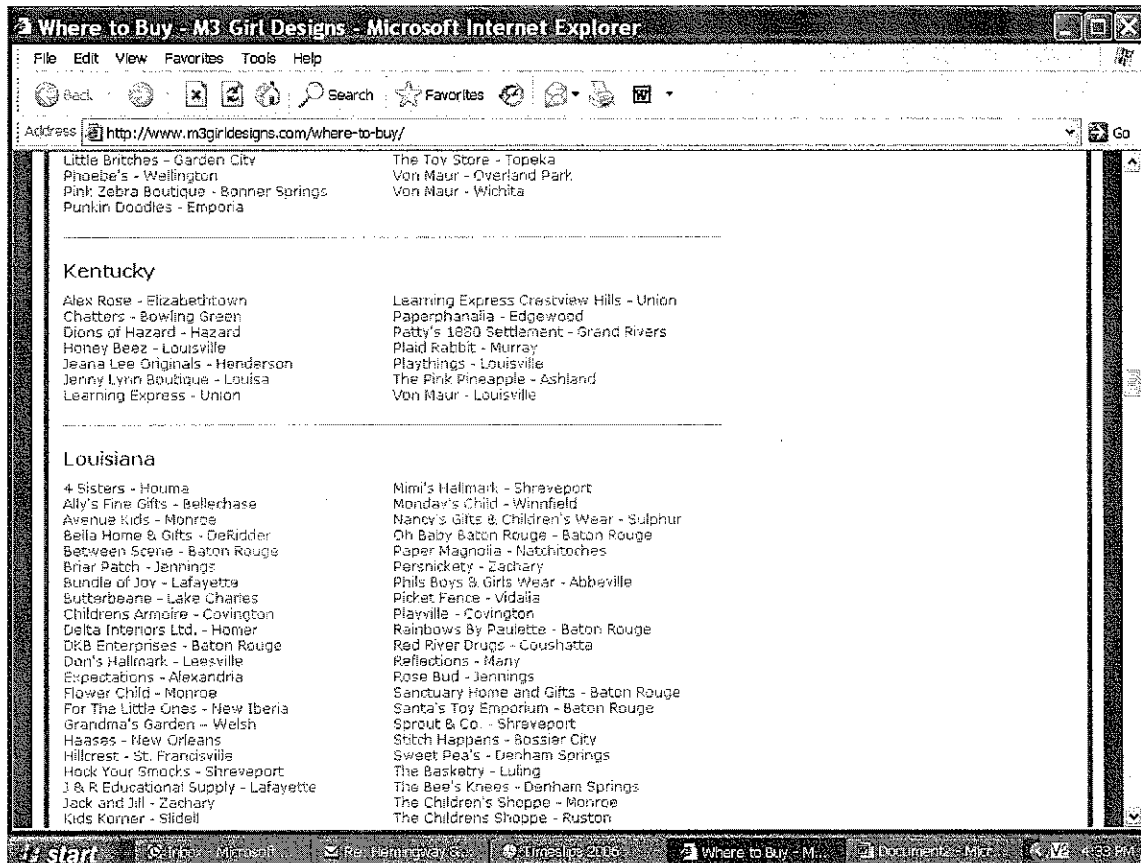 Where to Buy - M3 Girl Designs - Microsoft Internet Explorer
File Edit View Favorites Tools Help
Back Search Favorites
Address http://www.m3girldesigns.com/where-to-buy/ Go
Little Britches - Garden City
Phoebe's - Wellington
Pink Zebra Boutique - Bonner Springs
Punkin Doodles - Emporia
The Toy Store - Topeka
Von Maur - Overland Park
Von Maur - Wichita
Kentucky
Alex Rose - Elizabethtown
Chatters - Bowling Green
Dions of Hazard - Hazard
Honey Beez - Louisville
Jeana Lee Originals - Henderson
Jenny Lynn Boutique - Louisa
Learning Express - Union
Learning Express Crestview Hills - Union
Paperphanalia - Edgewood
Patty's 1880 Settlement - Grand Rivers
Plaid Rabbit - Murray
Playthings - Louisville
The Pink Pineapple - Ashland
Von Maur - Louisville
Louisiana
4 Sisters - Houma
Ally's Fine Gifts - Bellechase
Avenue Kids - Monroe
Bella Home & Gifts - DeRidder
Between Scene - Baton Rouge
Briar Patch - Jennings
Bundle of Joy - Lafayette
Butterbeane - Lake Charles
Childrens Armoire - Covington
Delta Interiors Ltd. - Homer
DKB Enterprises - Baton Rouge
Don's Hallmark - Leesville
Expectations - Alexandria
Flower Child - Monroe
For The Little Ones - New Iberia
Grandma's Garden - Welsh
Haases - New Orleans
Hillcrest - St. Francisville
Hock Your Smocks - Shreveport
J & R Educational Supply - Lafayette
Jack and Jill - Zachary
Kids Korner - Slidell
Mimi's Hallmark - Shreveport
Monday's Child - Winnfield
Nancy's Gifts & Children's Wear - Sulphur
Oh Baby Baton Rouge - Baton Rouge
Paper Magnolia - Natchitoches
Persnickety - Zachary
Phils Boys & Girls Wear - Abbeville
Picket Fence - Vidalia
Playville - Covington
Rainbows By Paulette - Baton Rouge
Red River Drugs - Coushatta
Reflections - Many
Rose Bud - Jennings
Sanctuary Home and Gifts - Baton Rouge
Santa's Toy Emporium - Baton Rouge
Sprout & Co. - Shreveport
Stitch Happens - Bossier City
Sweet Pea's - Denham Springs
The Basketry - Luling
The Bee's Knees - Denham Springs
The Children's Shoppe - Monroe
The Childrens Shoppe - Ruston
start Inbox - Microsoft ... Re: Hemingway Timeslips 2006 Where to Buy - M... Document2 - Micr... 4:33 PM